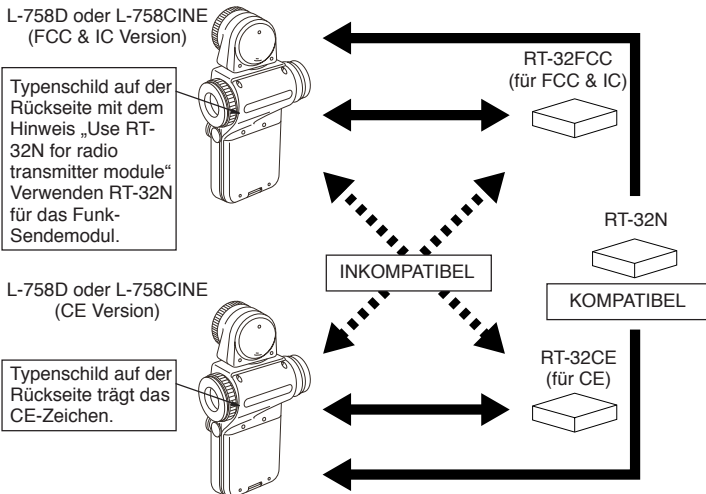 L-758D oder L-758CINE
(FCC & IC Version)
Typenschild auf der
Rückseite mit dem
Hinweis „Use RT-
32N for radio
transmitter module“
Verwenden RT-32N
für das Funk-
Sendemodul.
RT-32FCC
(für FCC & IC)
RT-32N
INKOMPATIBEL
KOMPATIBEL
L-758D oder L-758CINE
(CE Version)
Typenschild auf der
Rückseite trägt das
CE-Zeichen.
RT-32CE
(für CE)